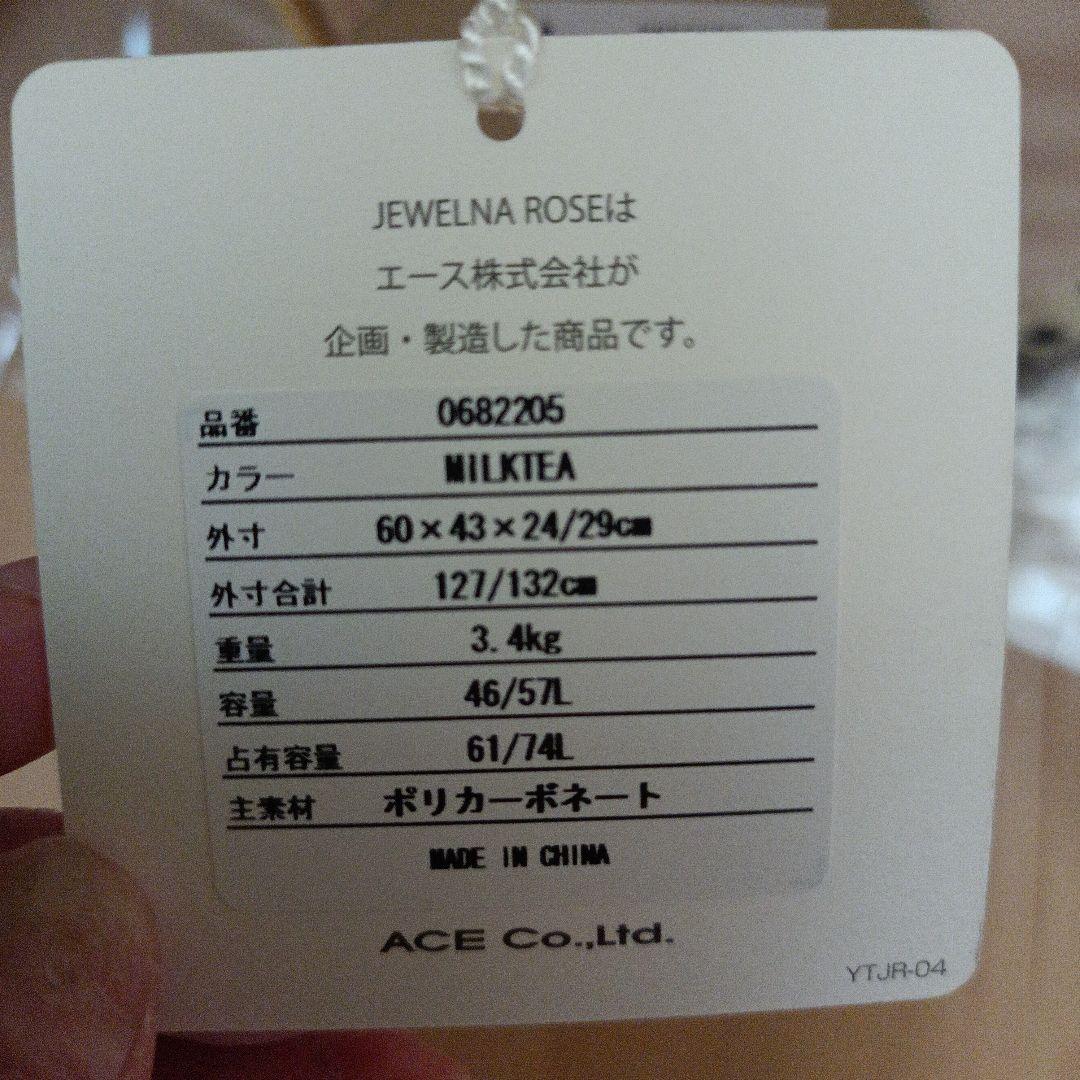 JEWELNA ROSEは
エース株式会社が
企画・製造した商品です。
品番 0682205
カラー MILKTEA
外寸 60×43×24/29cm
外寸合計 127/132cm
重量 3.4kg
容量 46/57L
占有容量 61/74L
主素材 ポリカーボネート
MADE IN CHINA
ACE Co.,Ltd.
YTJR-04